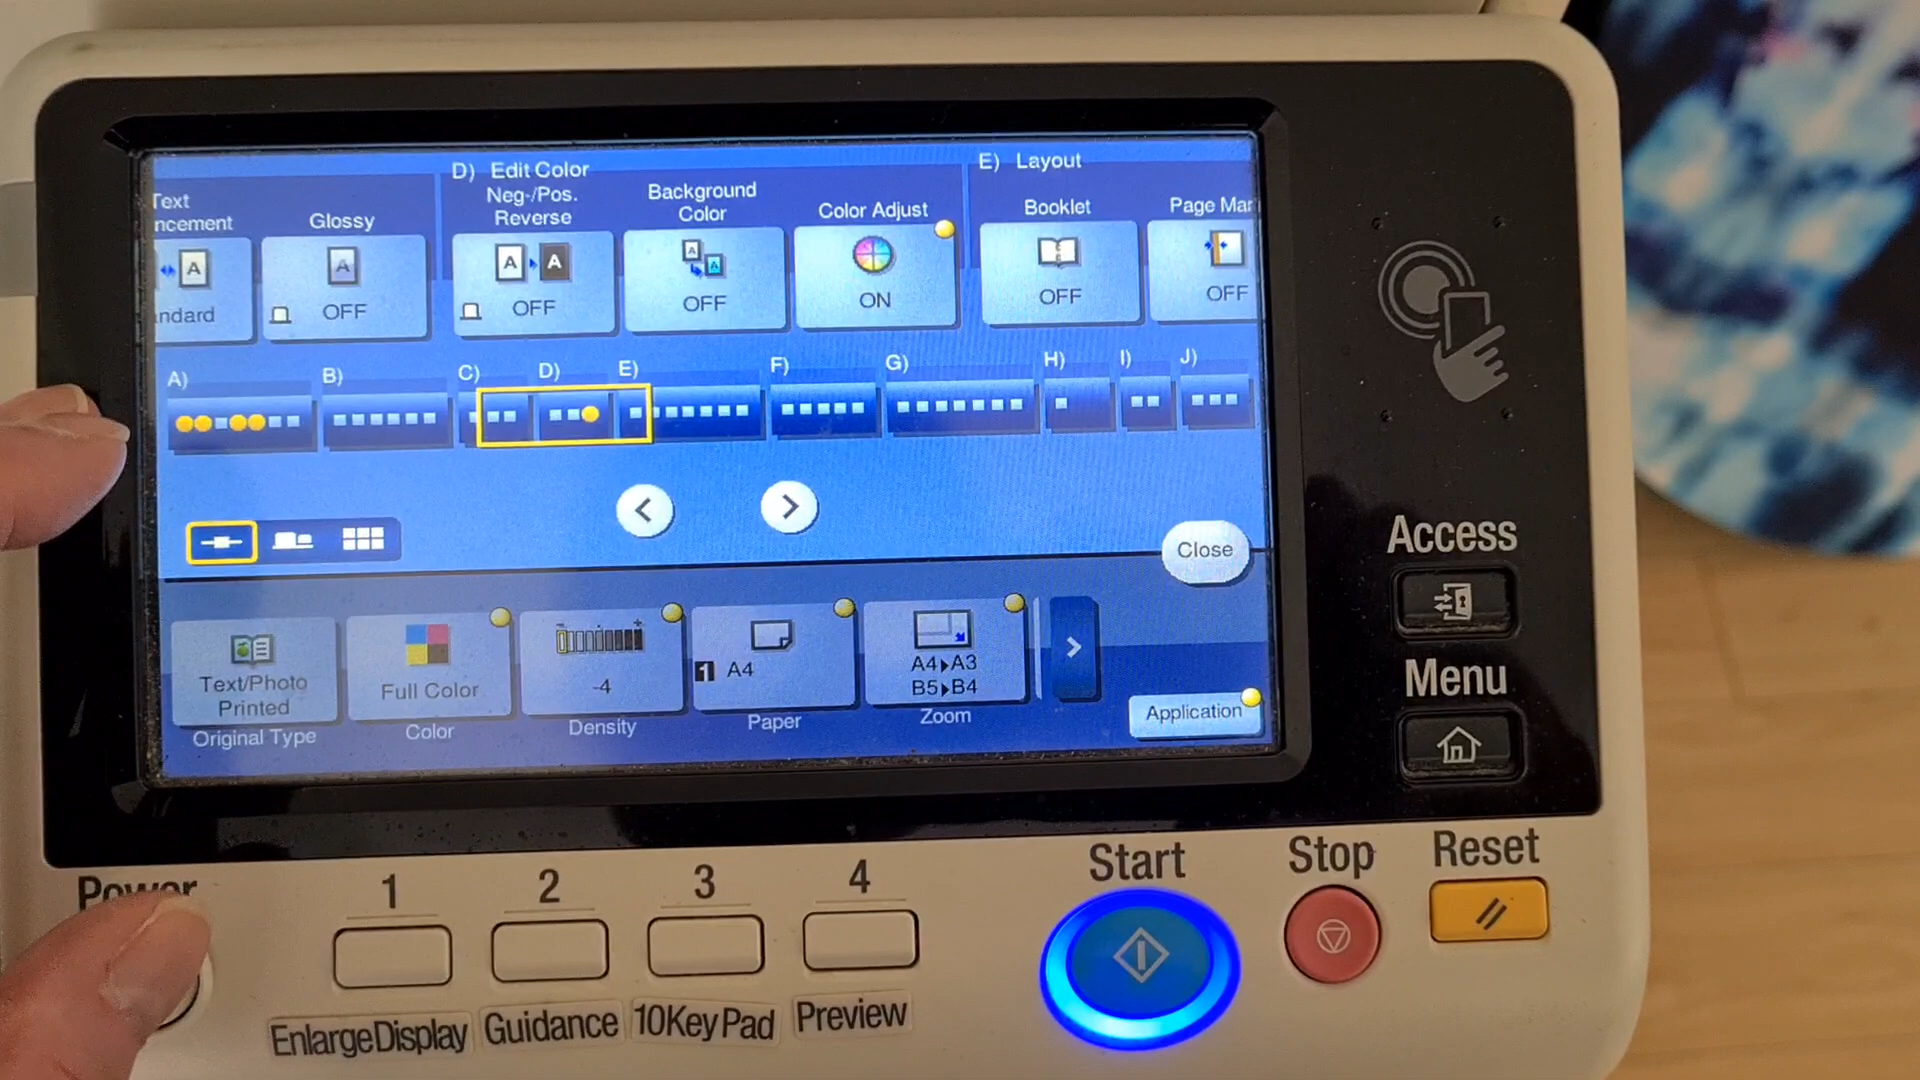 D) Edit Color
E) Layout
Text
ncement
Glossy
Neg-/Pos.
Reverse
Background
Color
Color Adjust
Booklet
Page Mar
ndard
OFF
OFF
OFF
ON
OFF
OFF
A) B) C) D) E) F) G) H) I) J)
Close
Text/Photo
Printed
Original Type
Full Color
Color
-4
Density
1 A4
Paper
A4▸A3
B5▸B4
Zoom
Application
Access
Menu
Power
1 2 3 4
Start
Stop
Reset
EnlargeDisplay
Guidance
10KeyPad
Preview